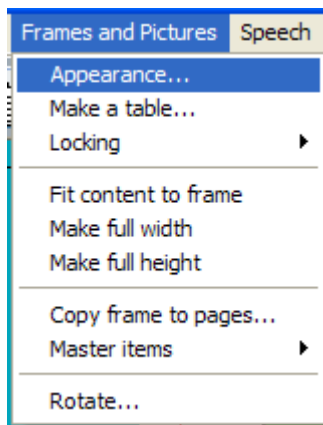 Frames and Pictures Speech
Appearance...
Make a table...
Locking
Fit content to frame
Make full width
Make full height
Copy frame to pages...
Master items
Rotate...